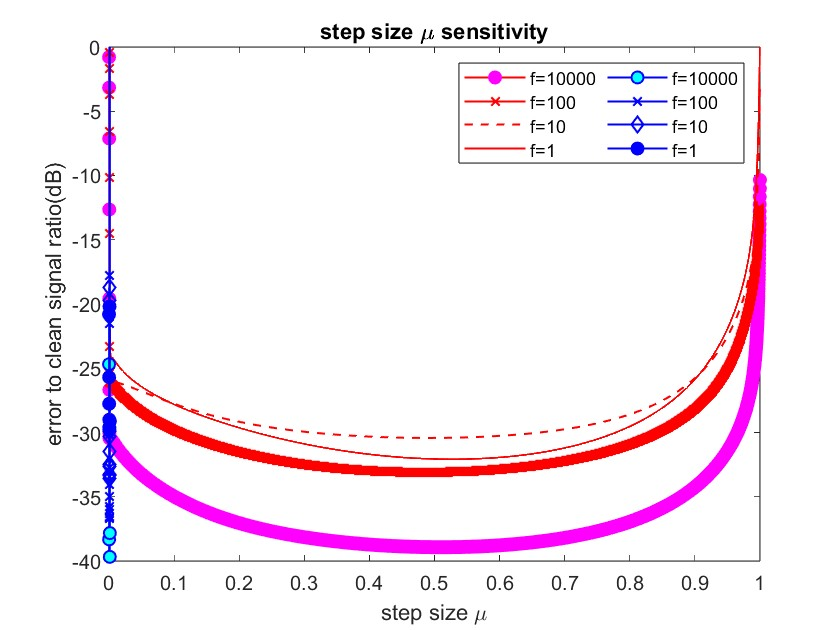 step size μ sensitivity
f=10000 f=10000
f=100 f=100
f=10 f=10
f=1 f=1
error to clean signal ratio(dB)
0
-5
-10
-15
-20
-25
-30
-35
-40
0 0.1 0.2 0.3 0.4 0.5 0.6 0.7 0.8 0.9 1
step size μ